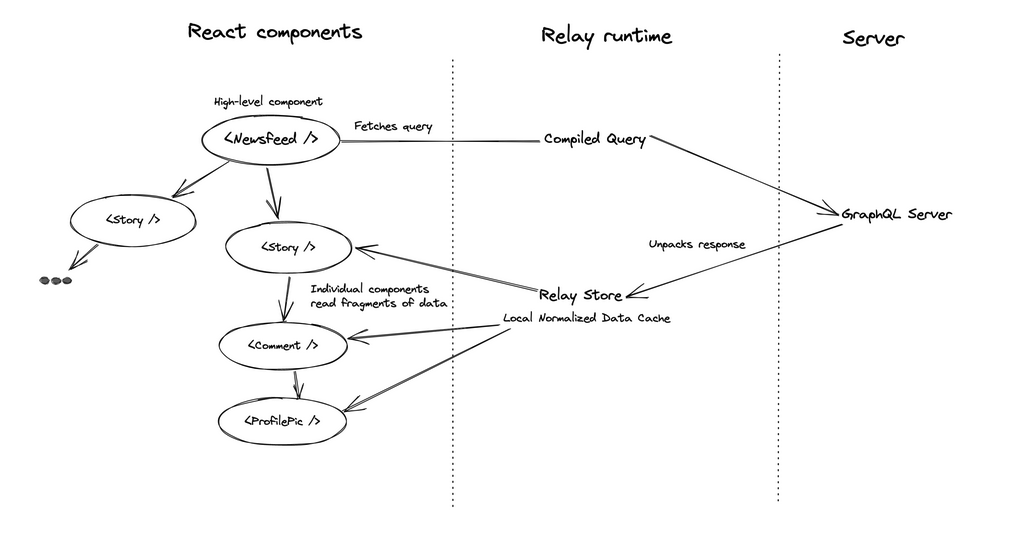 React components
Relay runtime
Server
High-level component
<Newsfeed />
Fetches query
Compiled Query
<Story />
<Story />
GraphQL Server
Unpacks response
Individual components
read fragments of data
Relay Store
Local Normalized Data Cache
<Comment />
<ProfilePic />